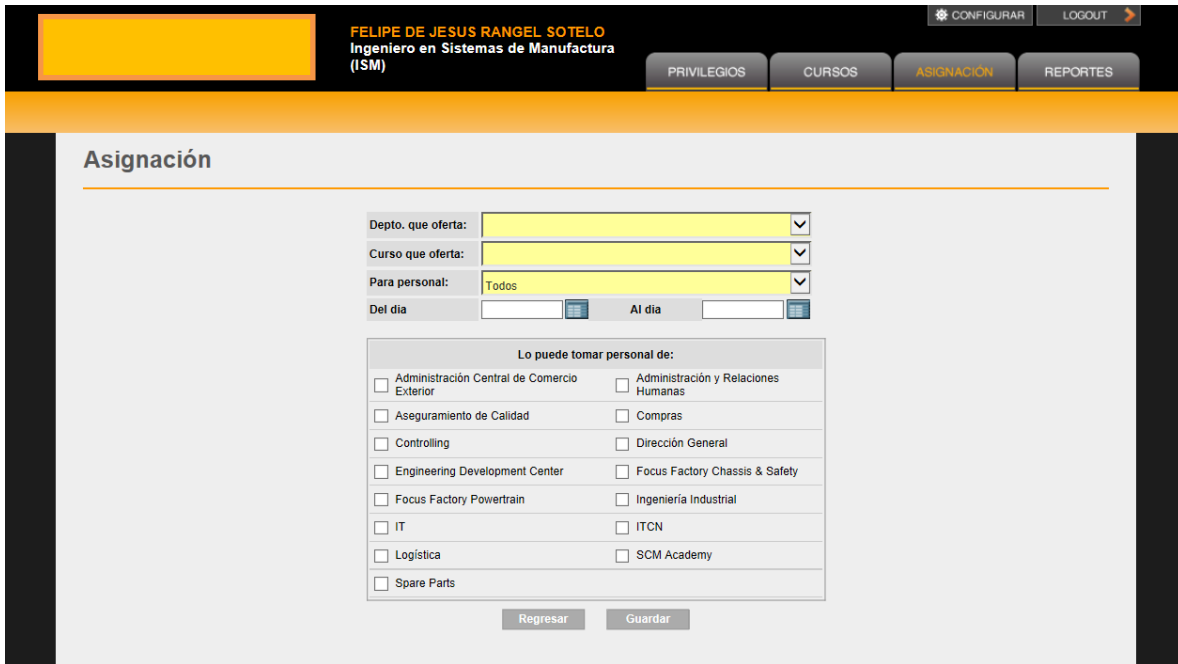 CONFIGURAR LOGOUT
FELIPE DE JESUS RANGEL SOTELO
Ingeniero en Sistemas de Manufactura
(ISM)
PRIVILEGIOS CURSOS ASIGNACIÓN REPORTES
Asignación
Depto. que oferta:
Curso que oferta:
Para personal: Todos
Del dia Al dia
Lo puede tomar personal de:
Administración Central de Comercio
Exterior
Administración y Relaciones
Humanas
Aseguramiento de Calidad Compras
Controlling Dirección General
Engineering Development Center Focus Factory Chassis & Safety
Focus Factory Powertrain Ingeniería Industrial
IT ITCN
Logística SCM Academy
Spare Parts
Regresar Guardar